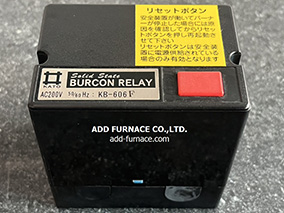 リセットボタン
安全装置が働いてバーナー
が停止した場合には原
因を確認してからリセット
ボタンを押し再起動さ
せて下さい
リセットボタンは安全装
置に電源供給されている
場合のみ有効となります
KATO
Solid State
BURCON RELAY
AC200V 50/60Hz: KB-606F
ADD FURNACE CO.,LTD.
add-furnace.com